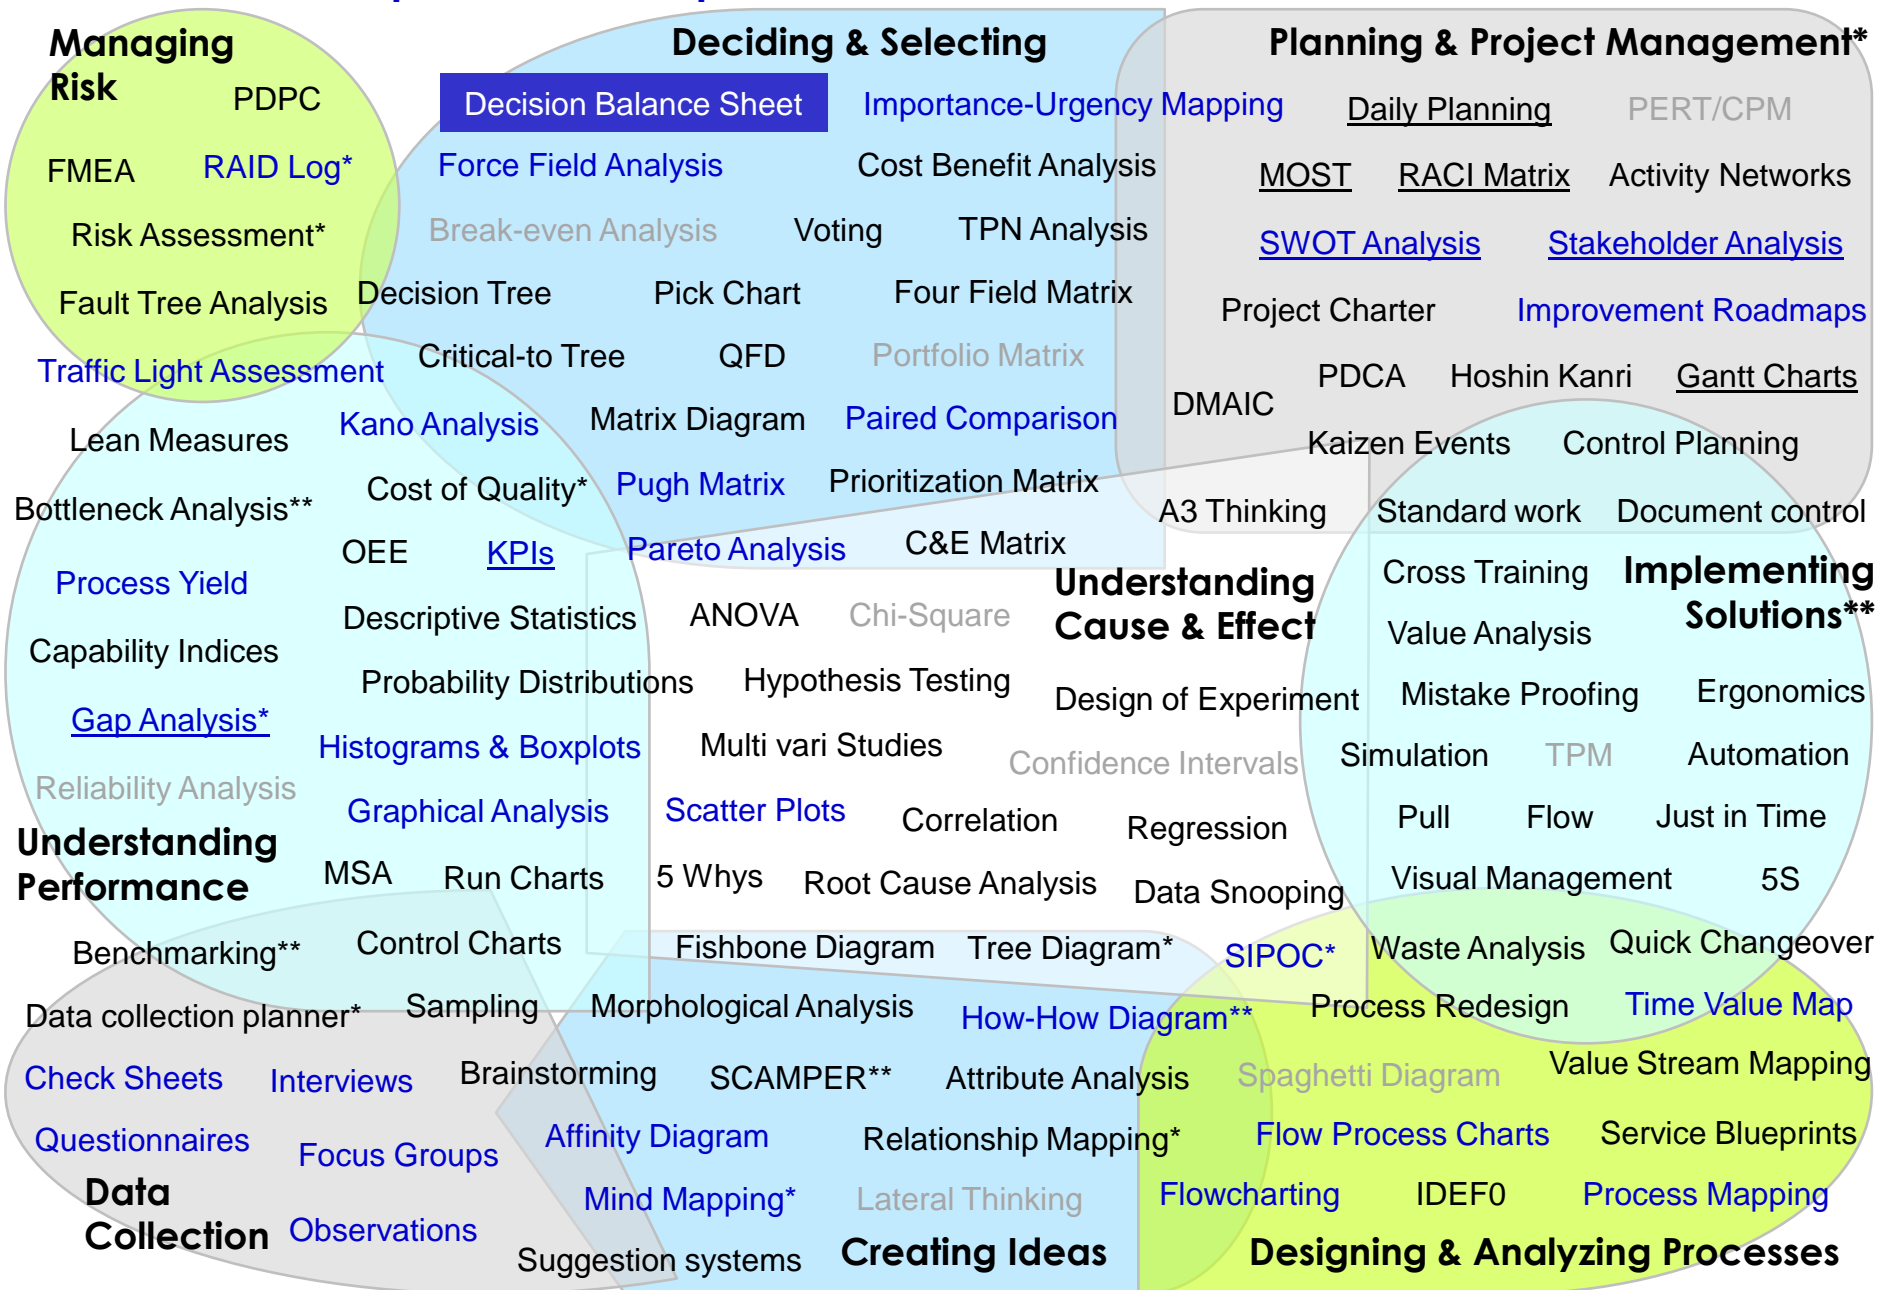 Managing
Risk
Deciding & Selecting
Planning & Project Management*
PDPC
Decision Balance Sheet
Importance-Urgency Mapping
Daily Planning
PERT/CPM
FMEA
RAID Log*
Force Field Analysis
Cost Benefit Analysis
MOST
RACI Matrix
Activity Networks
Risk Assessment*
Break-even Analysis
Voting
TPN Analysis
SWOT Analysis
Stakeholder Analysis
Fault Tree Analysis
Decision Tree
Pick Chart
Four Field Matrix
Project Charter
Improvement Roadmaps
Traffic Light Assessment
Critical-to Tree
QFD
Portfolio Matrix
PDCA
Hoshin Kanri
Gantt Charts
DMAIC
Lean Measures
Kano Analysis
Matrix Diagram
Paired Comparison
Kaizen Events
Control Planning
Bottleneck Analysis**
Cost of Quality*
Pugh Matrix
Prioritization Matrix
A3 Thinking
Standard work
Document control
OEE
KPIs
Pareto Analysis
C&E Matrix
Understanding
Cause & Effect
Cross Training
Implementing
Solutions**
Process Yield
Descriptive Statistics
ANOVA
Chi-Square
Value Analysis
Capability Indices
Probability Distributions
Hypothesis Testing
Design of Experiment
Mistake Proofing
Ergonomics
Gap Analysis*
Histograms & Boxplots
Multi vari Studies
Confidence Intervals
Simulation
TPM
Automation
Reliability Analysis
Graphical Analysis
Scatter Plots
Correlation
Regression
Pull
Flow
Just in Time
Understanding
Performance
MSA
Run Charts
5 Whys
Root Cause Analysis
Data Snooping
Visual Management
5S
Benchmarking**
Control Charts
Fishbone Diagram
Tree Diagram*
SIPOC*
Waste Analysis
Quick Changeover
Data collection planner*
Sampling
Morphological Analysis
How-How Diagram**
Process Redesign
Time Value Map
Check Sheets
Interviews
Brainstorming
SCAMPER**
Attribute Analysis
Spaghetti Diagram
Value Stream Mapping
Questionnaires
Focus Groups
Affinity Diagram
Relationship Mapping*
Flow Process Charts
Service Blueprints
Data
Collection
Observations
Mind Mapping*
Lateral Thinking
Flowcharting
IDEF0
Process Mapping
Suggestion systems
Creating Ideas
Designing & Analyzing Processes